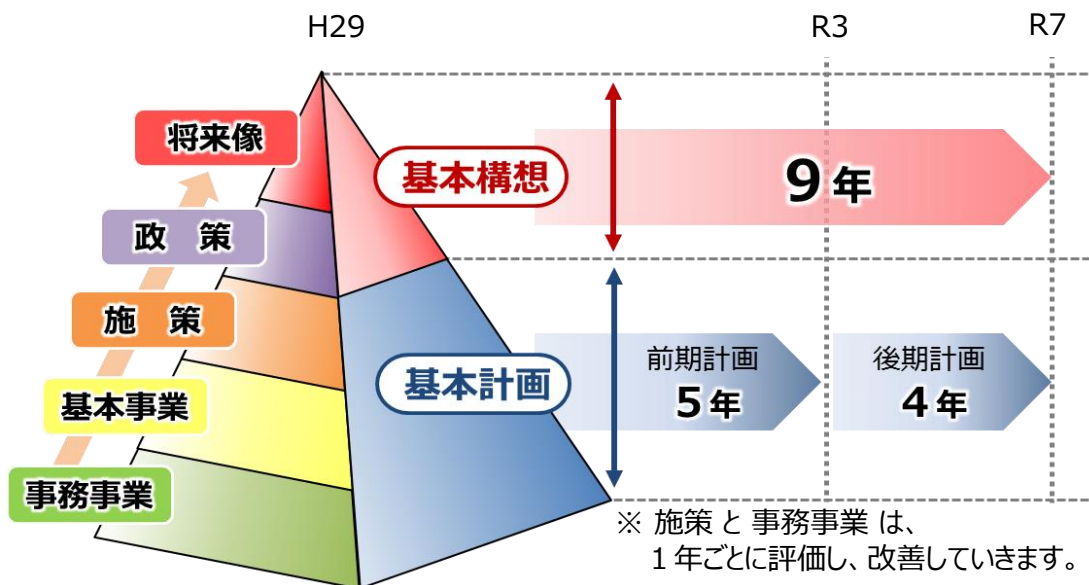 H29
R3
R7
将来像
政　策
施　策
基本事業
事務事業
基本構想
9年
基本計画
前期計画
5年
後期計画
4年
※ 施策 と 事務事業 は、
1年ごとに評価し、改善していきます。